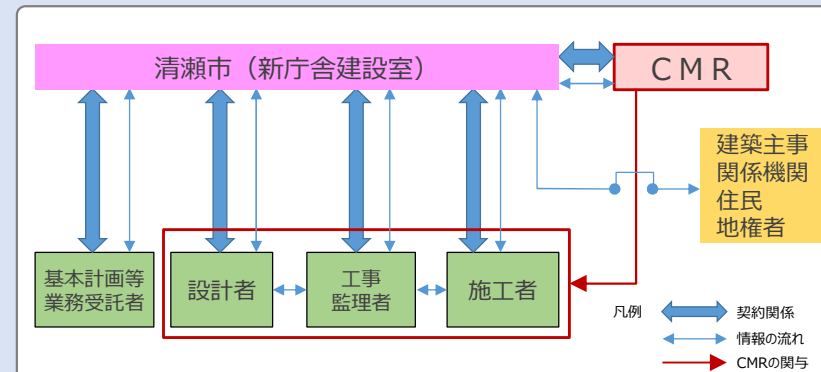 清瀬市（新庁舎建設室）
ＣＭＲ
建築主事
関係機関
住民
地権者
基本計画等
業務受託者
設計者
工事
監理者
施工者
凡例
契約関係
情報の流れ
CMRの関与